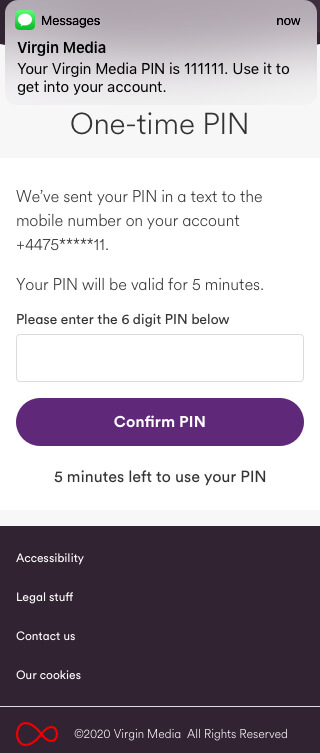 Messages now
Virgin Media
Your Virgin Media PIN is 111111. Use it to
get into your account.
One-time PIN
We’ve sent your PIN in a text to the
mobile number on your account
+4475*****11.
Your PIN will be valid for 5 minutes.
Please enter the 6 digit PIN below
Confirm PIN
5 minutes left to use your PIN
Accessibility
Legal stuff
Contact us
Our cookies
©2020 Virgin Media All Rights Reserved